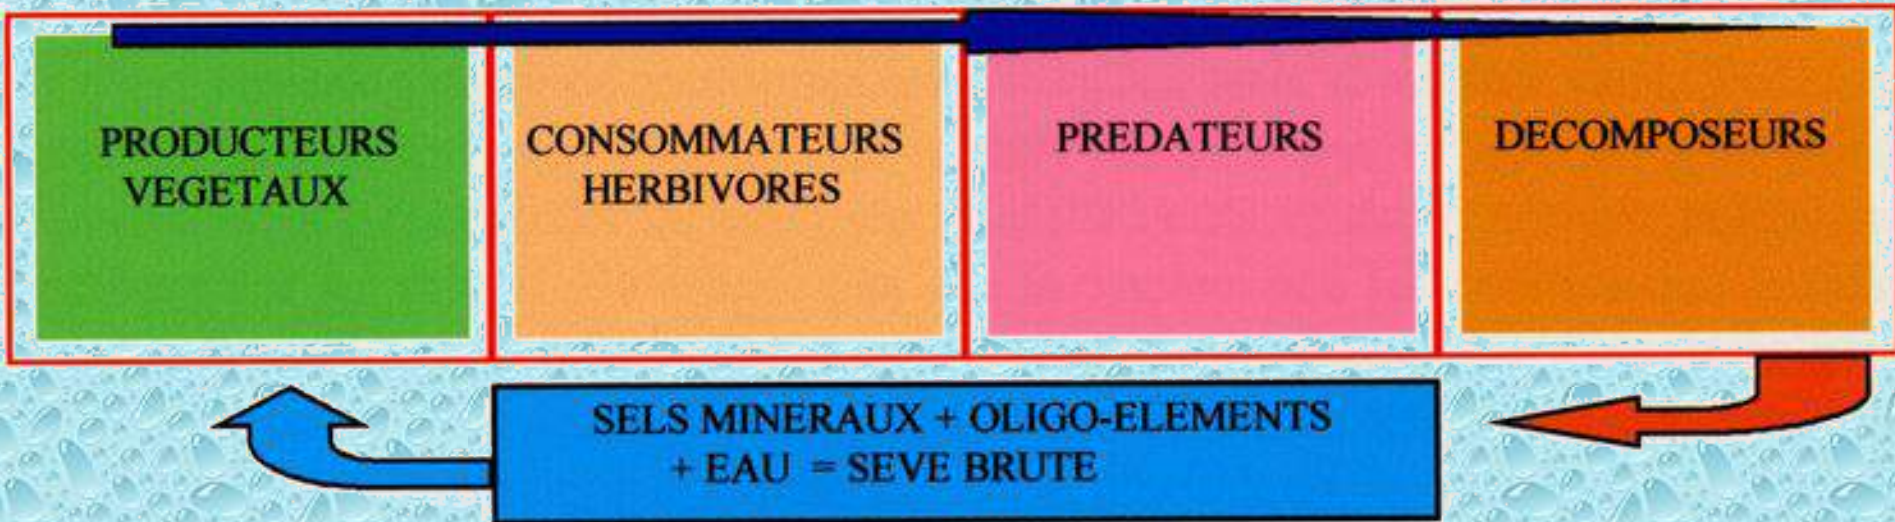 PRODUCTEURS
VEGETAUX
CONSOMMATEURS
HERBIVORES
PREDATEURS
DECOMPOSEURS
SELS MINERAUX + OLIGO-ELEMENTS
+ EAU = SEVE BRUTE